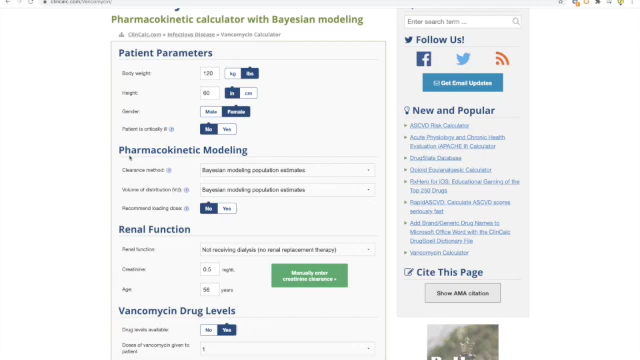 clincalc.com/Vancomycin/
Pharmacokinetic calculator with Bayesian modeling
ClinCalc.com » Infectious Disease » Vancomycin Calculator
Patient Parameters
Body weight: 120 kg lbs
Height: 60 in cm
Gender: Male Female
Patient is critically ill No Yes
Pharmacokinetic Modeling
Clearance method: Bayesian modeling population estimates
Volume of distribution (Vd): Bayesian modeling population estimates
Recommend loading dose: No Yes
Renal Function
Renal function: Not receiving dialysis (no renal replacement therapy)
Creatinine: 0.5 mg/dL
Manually enter
creatinine clearance »
Age: 56 years
Vancomycin Drug Levels
Drug levels available: No Yes
Doses of vancomycin given to
patient 1
Enter search term ...
Follow Us!
Get Email Updates
New and Popular
ASCVD Risk Calculator
Acute Physiology and Chronic Health
Evaluation (APACHE II) Calculator
DrugStats Database
Opioid Equianalgesic Calculator
RxHero for iOS, Educational Gaming of the
Top 250 Drugs
RapidASCVD, Calculate ASCVD scores
seriously fast
Add Brand/Generic Drug Names to
Microsoft Office Word with the ClinCalc
DrugSpell Dictionary File
Vancomycin Calculator
Cite This Page
Show AMA citation